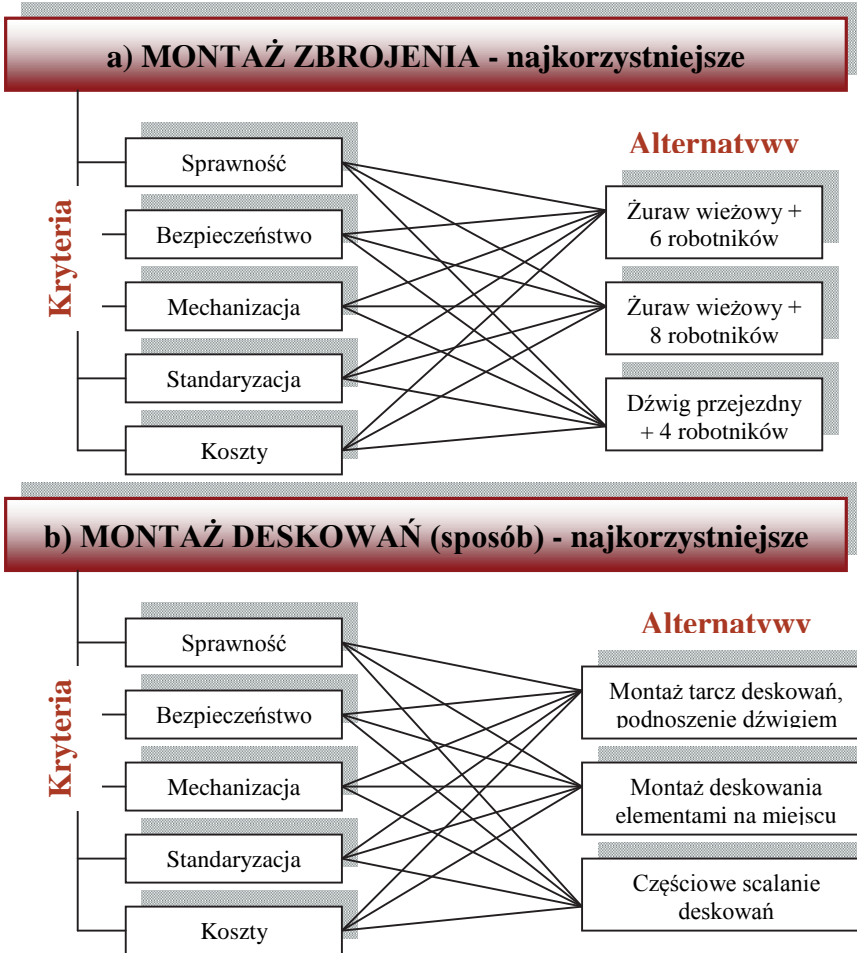 a) MONTAŻ ZBROJENIA - najkorzystniejsze
Kryteria
Sprawność
Bezpieczeństwo
Mechanizacja
Standaryzacja
Koszty
Alternatywy
Żuraw wieżowy +
6 robotników
Żuraw wieżowy +
8 robotników
Dźwig przejezdny
+ 4 robotników
b) MONTAŻ DESKOWAŃ (sposób) - najkorzystniejsze
Kryteria
Sprawność
Bezpieczeństwo
Mechanizacja
Standaryzacja
Koszty
Alternatywy
Montaż tarcz deskowań,
podnoszenie dźwigiem
Montaż deskowania
elementami na miejscu
Częściowe scalanie
deskowań